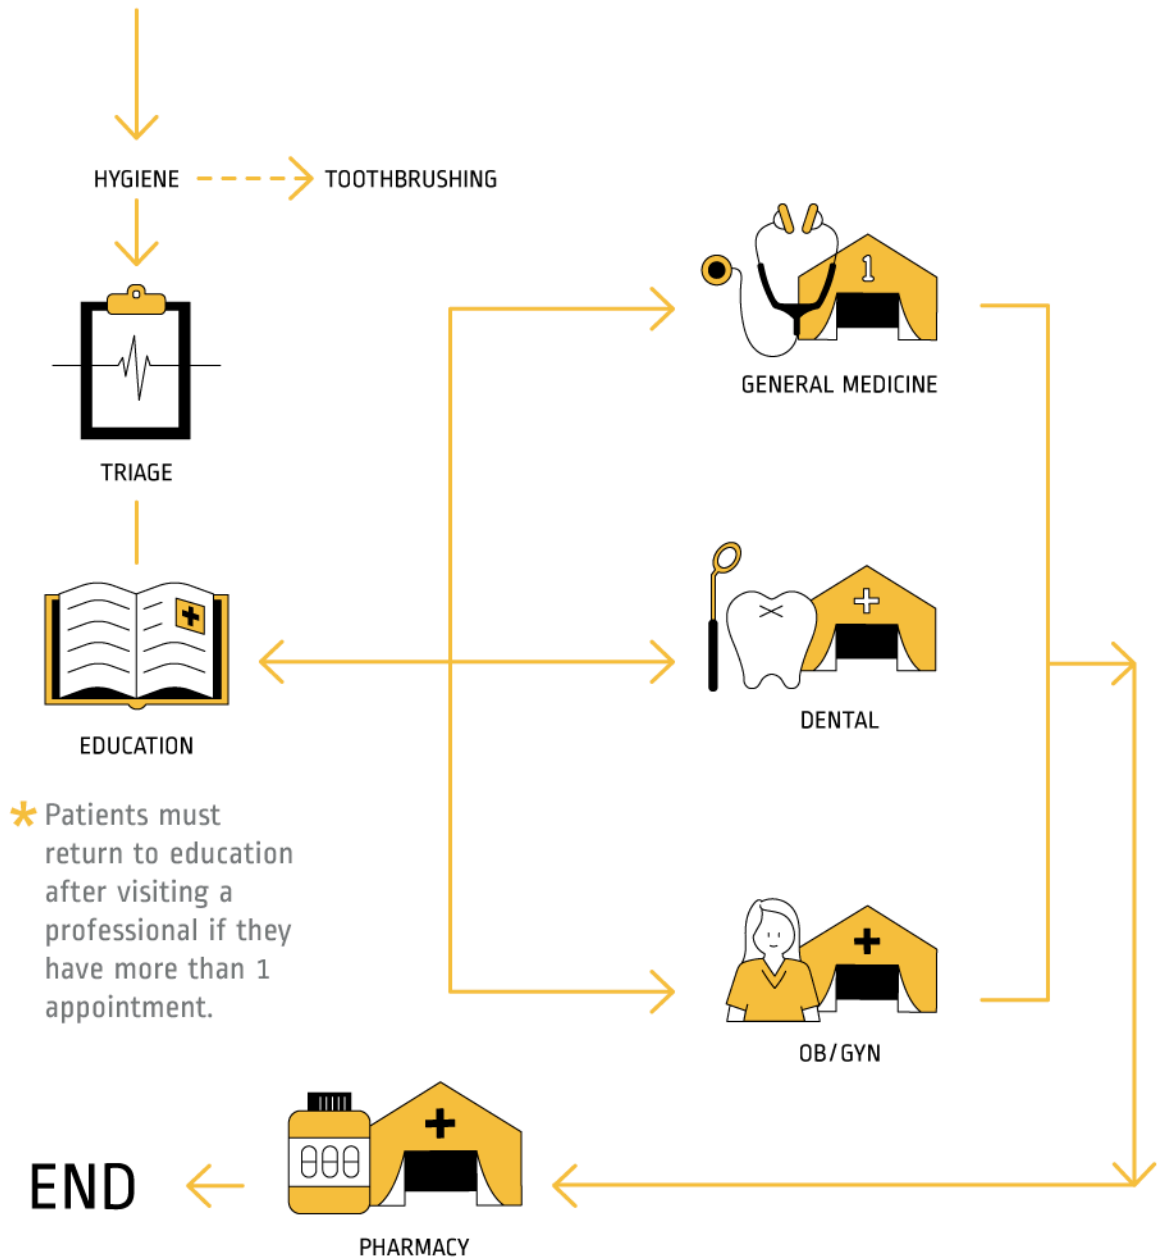 HYGIENE
TOOTHBRUSHING
1
GENERAL MEDICINE
TRIAGE
EDUCATION
DENTAL
* Patients must
return to education
after visiting a
professional if they
have more than 1
appointment.
OB/GYN
END
PHARMACY